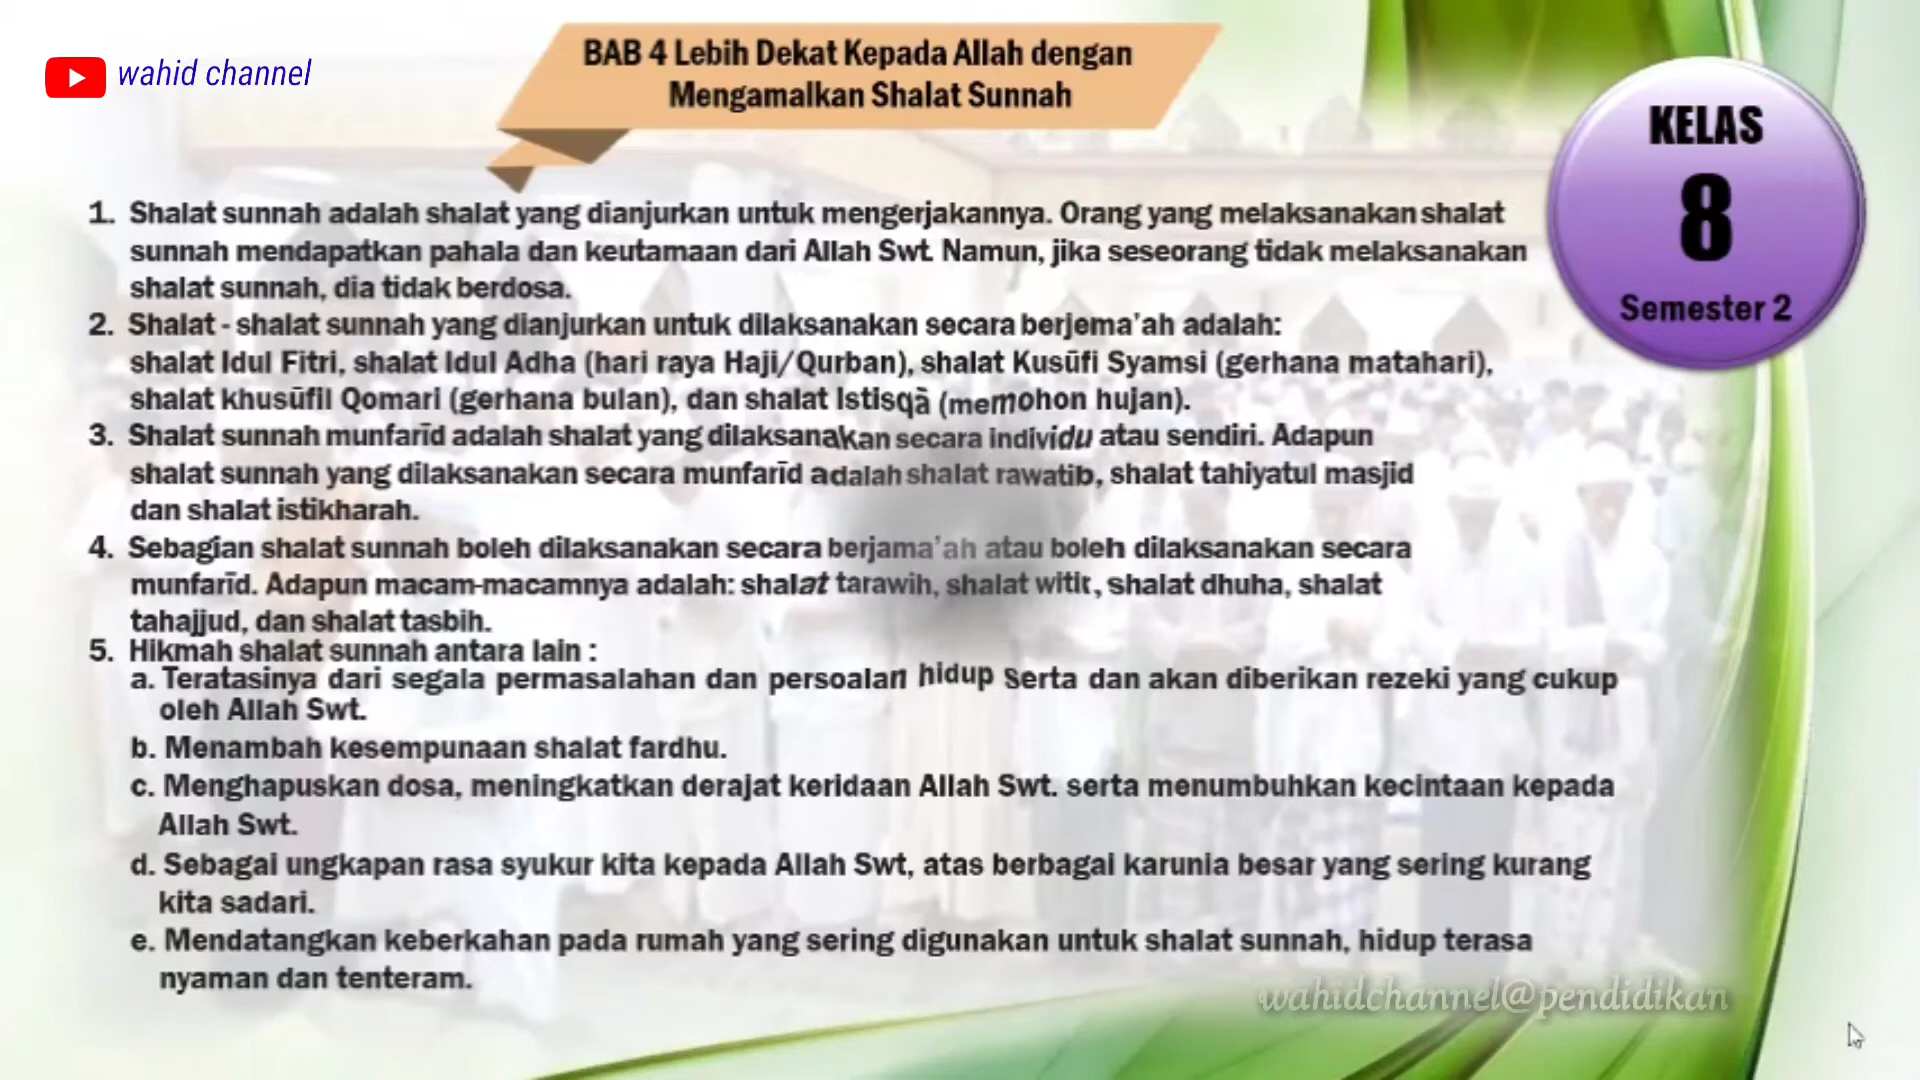 wahid channel
BAB 4 Lebih Dekat Kepada Allah dengan
Mengamalkan Shalat Sunnah
KELAS
8
Semester 2
1. Shalat sunnah adalah shalat yang dianjurkan untuk mengerjakannya. Orang yang melaksanakan shalat
sunnah mendapatkan pahala dan keutamaan dari Allah Swt. Namun, jika seseorang tidak melaksanakan
shalat sunnah, dia tidak berdosa.
2. Shalat - shalat sunnah yang dianjurkan untuk dilaksanakan secara berjema'ah adalah:
shalat Idul Fitri, shalat Idul Adha (hari raya Haji/Qurban), shalat Kusūfi Syamsi (gerhana matahari),
shalat khusūfil Qomari (gerhana bulan), dan shalat Istisqā (memohon hujan).
3. Shalat sunnah munfarīd adalah shalat yang dilaksanakan secara individu atau sendiri. Adapun
shalat sunnah yang dilaksanakan secara munfarīd adalah shalat rawatib, shalat tahiyatul masjid
dan shalat istikharah.
4. Sebagian shalat sunnah boleh dilaksanakan secara berjama'ah atau boleh dilaksanakan secara
munfarīd. Adapun macam-macamnya adalah: shalat tarawih, shalat witir, shalat dhuha, shalat
tahajjud, dan shalat tasbih.
5. Hikmah shalat sunnah antara lain :
a. Teratasinya dari segala permasalahan dan persoalan hidup Serta dan akan diberikan rezeki yang cukup
oleh Allah Swt.
b. Menambah kesempunaan shalat fardhu.
c. Menghapuskan dosa, meningkatkan derajat keridaan Allah Swt. serta menumbuhkan kecintaan kepada
Allah Swt.
d. Sebagai ungkapan rasa syukur kita kepada Allah Swt, atas berbagai karunia besar yang sering kurang
kita sadari.
e. Mendatangkan keberkahan pada rumah yang sering digunakan untuk shalat sunnah, hidup terasa
nyaman dan tenteram.
wahidchannel@pendidikan